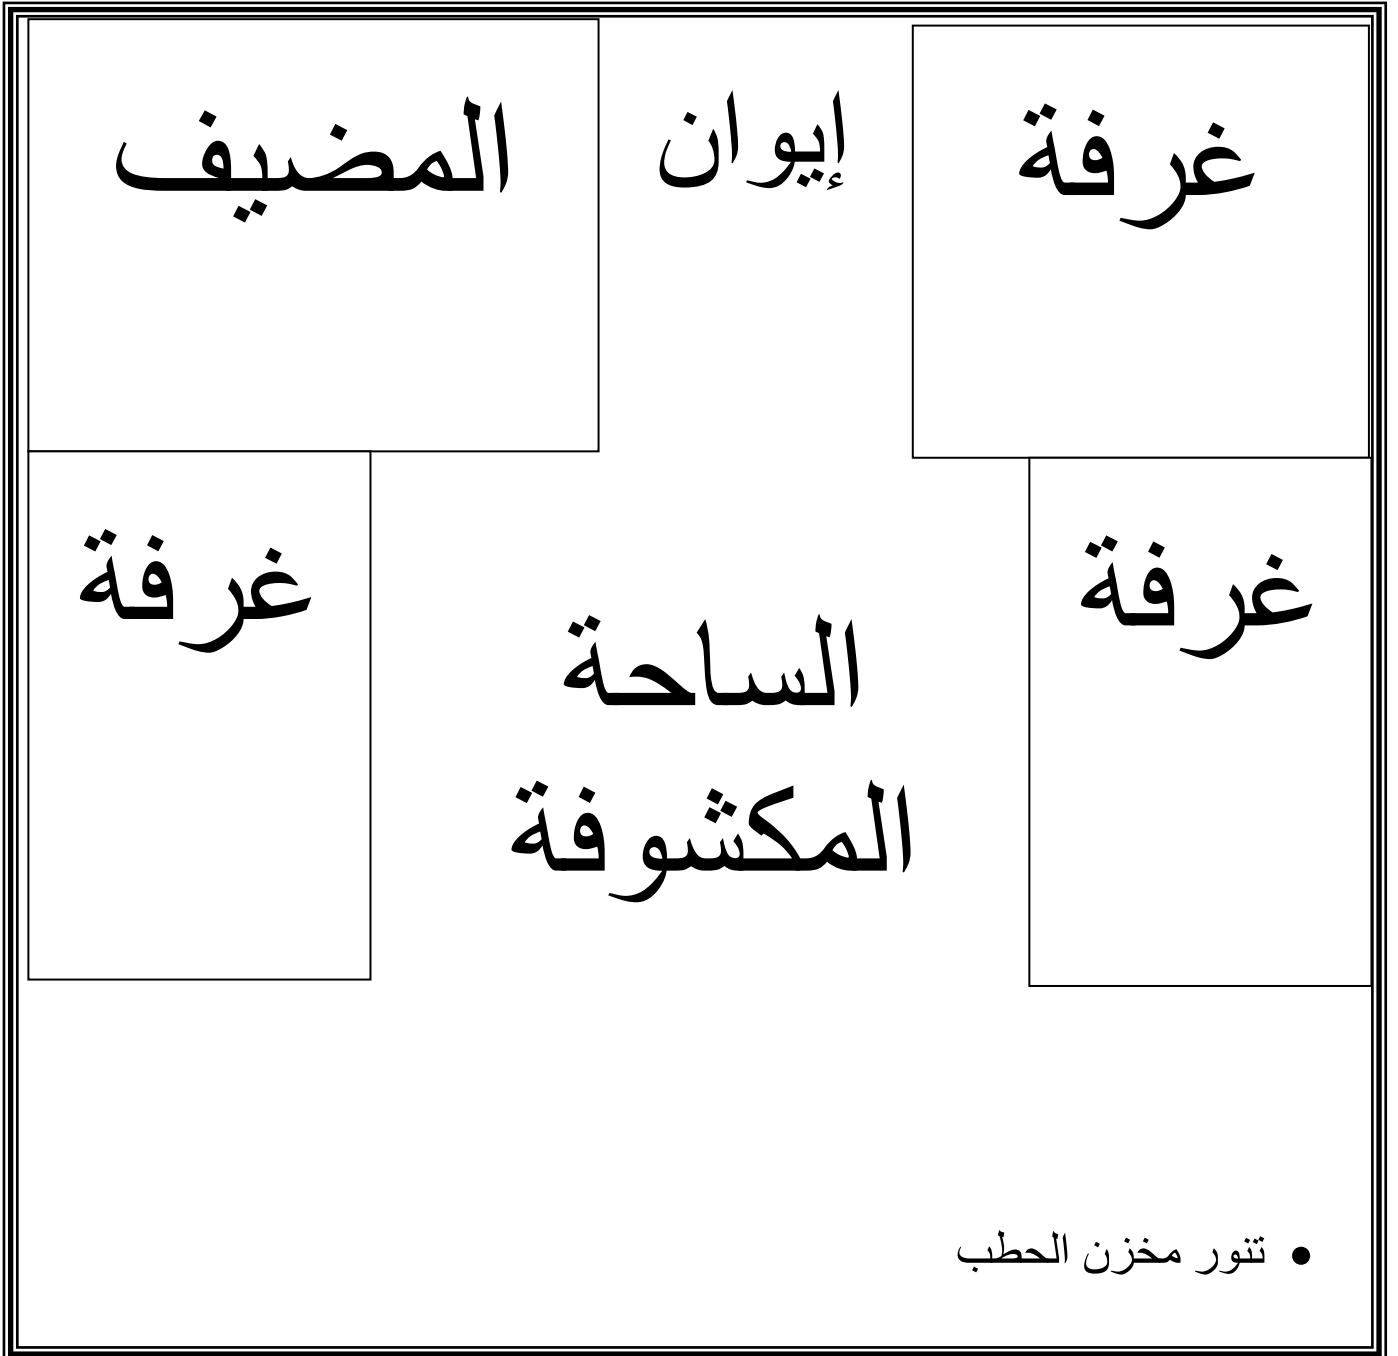 غرفة
إيوان
المضيف
غرفة
غرفة
الساحة
المكشوفة
• تنور مخزن الحطب